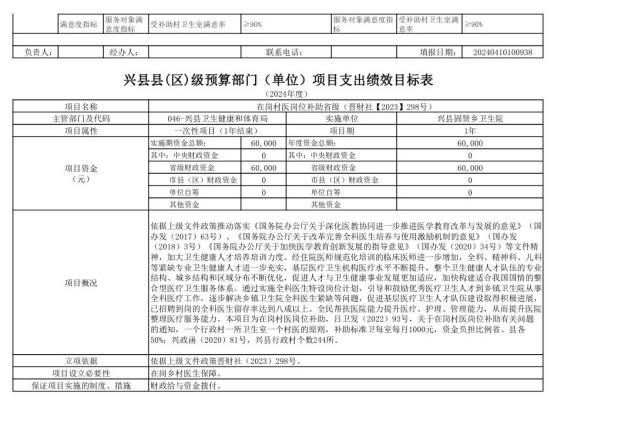 满意度指标 服务对象满意度指标 受补助村卫生室满意率 ≥90% 服务对象满意度指标 受补助村卫生室满意率 ≥90%
负责人： 经办人： 联系电话： 填报日期： 20240410100938
兴县县(区)级预算部门（单位）项目支出绩效目标表
（2024年度）
项目名称 在岗村医岗位补助省级（晋财社【2023】298号）
主管部门及代码 046-兴县卫生健康和体育局 实施单位 兴县固贤乡卫生院
项目属性 一次性项目（1年结束） 项目期 1年
项目资金（元） 实施期资金总额： 60,000 年度资金总额： 60,000
其中：中央财政资金 0 其中：中央财政资金 0
省级财政资金 60,000 省级财政资金 60,000
市县（区）财政资金 0 市县（区）财政资金 0
单位自筹 0 单位自筹 0
其他资金 其他资金
项目概况
依据上级文件政策推动落实《国务院办公厅关于深化医教协同进一步推进医学教育改革与发展的意见》（国
办发（2017）63号）、《国务院办公厅关于改革完善全科医生培养与使用激励机制的意见》（国办发
（2018）3号）《国务院办公厅关于加快医学教育创新发展的指导意见》（国办发（2020）34号）等文件精
神，加大卫生健康人才培养培训力度。经住院医师规范化培训的临床医师进一步增加，全科、精神科、儿科
等紧缺专业卫生健康人才进一步充实，基层医疗卫生机构医疗水平不断提升，整个卫生健康人才队伍的专业
结构、城乡结构和区域分布不断优化，促进人才与卫生健康事业发展更加适应，加快构建适合我国国情的整
合型医疗卫生服务体系。通过实施全科医生特设岗位计划，引导和鼓励优秀医疗卫生人才到乡镇卫生院从事
全科医疗工作，逐步解决乡镇卫生院全科医生紧缺等问题，促进基层医疗卫生人才队伍建设取得积极进展，
已招聘到岗的全科医生留存率达到八成以上。全民帮扶医院能力提升医疗、护理、管理能力，从而提升医院
整理医疗服务能力。本项目为在岗村医岗位补助，吕卫发（2022）93号，关于在岗村医岗位补助有关问题
的通知，一个行政村一所卫生室一个村医的原则，补助标准卫每室每月1000元，资金负担比例省、县各
50%；兴政函（2020）81号，兴县行政村个数244所。
立项依据 依据上级文件政策晋财社（2023）298号。
项目设立必要性 在岗乡村医生保障。
保证项目实施的制度、措施 财政给与资金拨付。